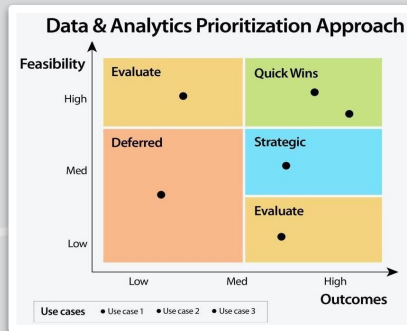 Data & Analytics Prioritization Approach
Feasibility
High
Med
Low
Evaluate
Quick Wins
Deferred
Strategic
Evaluate
Low Med High
Outcomes
Use cases • Use case 1 • Use case 2 • Use case 3